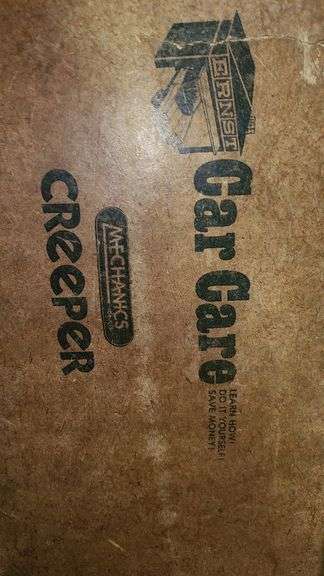 ERNST
Car Care
LEARN HOW!
DO IT YOURSELF!
SAVE MONEY!
MECHANICS
CREEPER